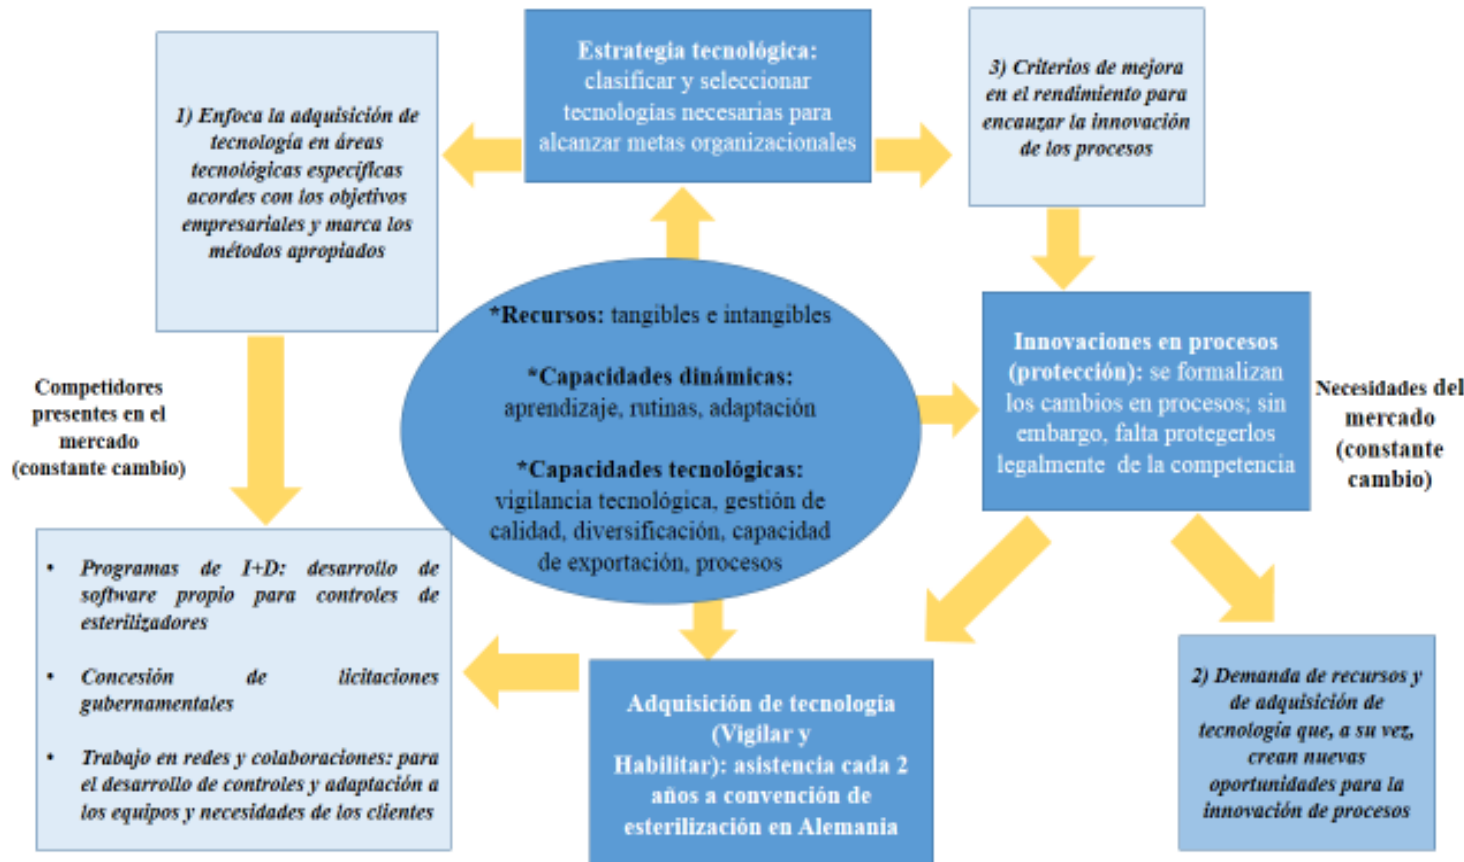 Estrategia tecnológica:
clasificar y seleccionar
tecnologías necesarias para
alcanzar metas organizacionales
1) Enfoca la adquisición de
tecnología en áreas
tecnológicas específicas
acordes con los objetivos
empresariales y marca los
métodos apropiados
3) Criterios de mejora
en el rendimiento para
encauzar la innovación
de los procesos
*Recursos: tangibles e intangibles
*Capacidades dinámicas:
aprendizaje, rutinas, adaptación
*Capacidades tecnológicas:
vigilancia tecnológica, gestión de
calidad, diversificación, capacidad
de exportación, procesos
Innovaciones en procesos
(protección): se formalizan
los cambios en procesos; sin
embargo, falta protegerlos
legalmente de la competencia
Competidores
presentes en el
mercado
(constante cambio)
Necesidades del
mercado
(constante
cambio)
• Programas de I+D: desarrollo de
software propio para controles de
esterilizadores
• Concesión de licitaciones
gubernamentales
• Trabajo en redes y colaboraciones: para
el desarrollo de controles y adaptación a
los equipos y necesidades de los clientes
Adquisición de tecnología
(Vigilar y
Habilitar): asistencia cada 2
años a convención de
esterilización en Alemania
2) Demanda de recursos y
de adquisición de
tecnología que, a su vez,
crean nuevas
oportunidades para la
innovación de procesos